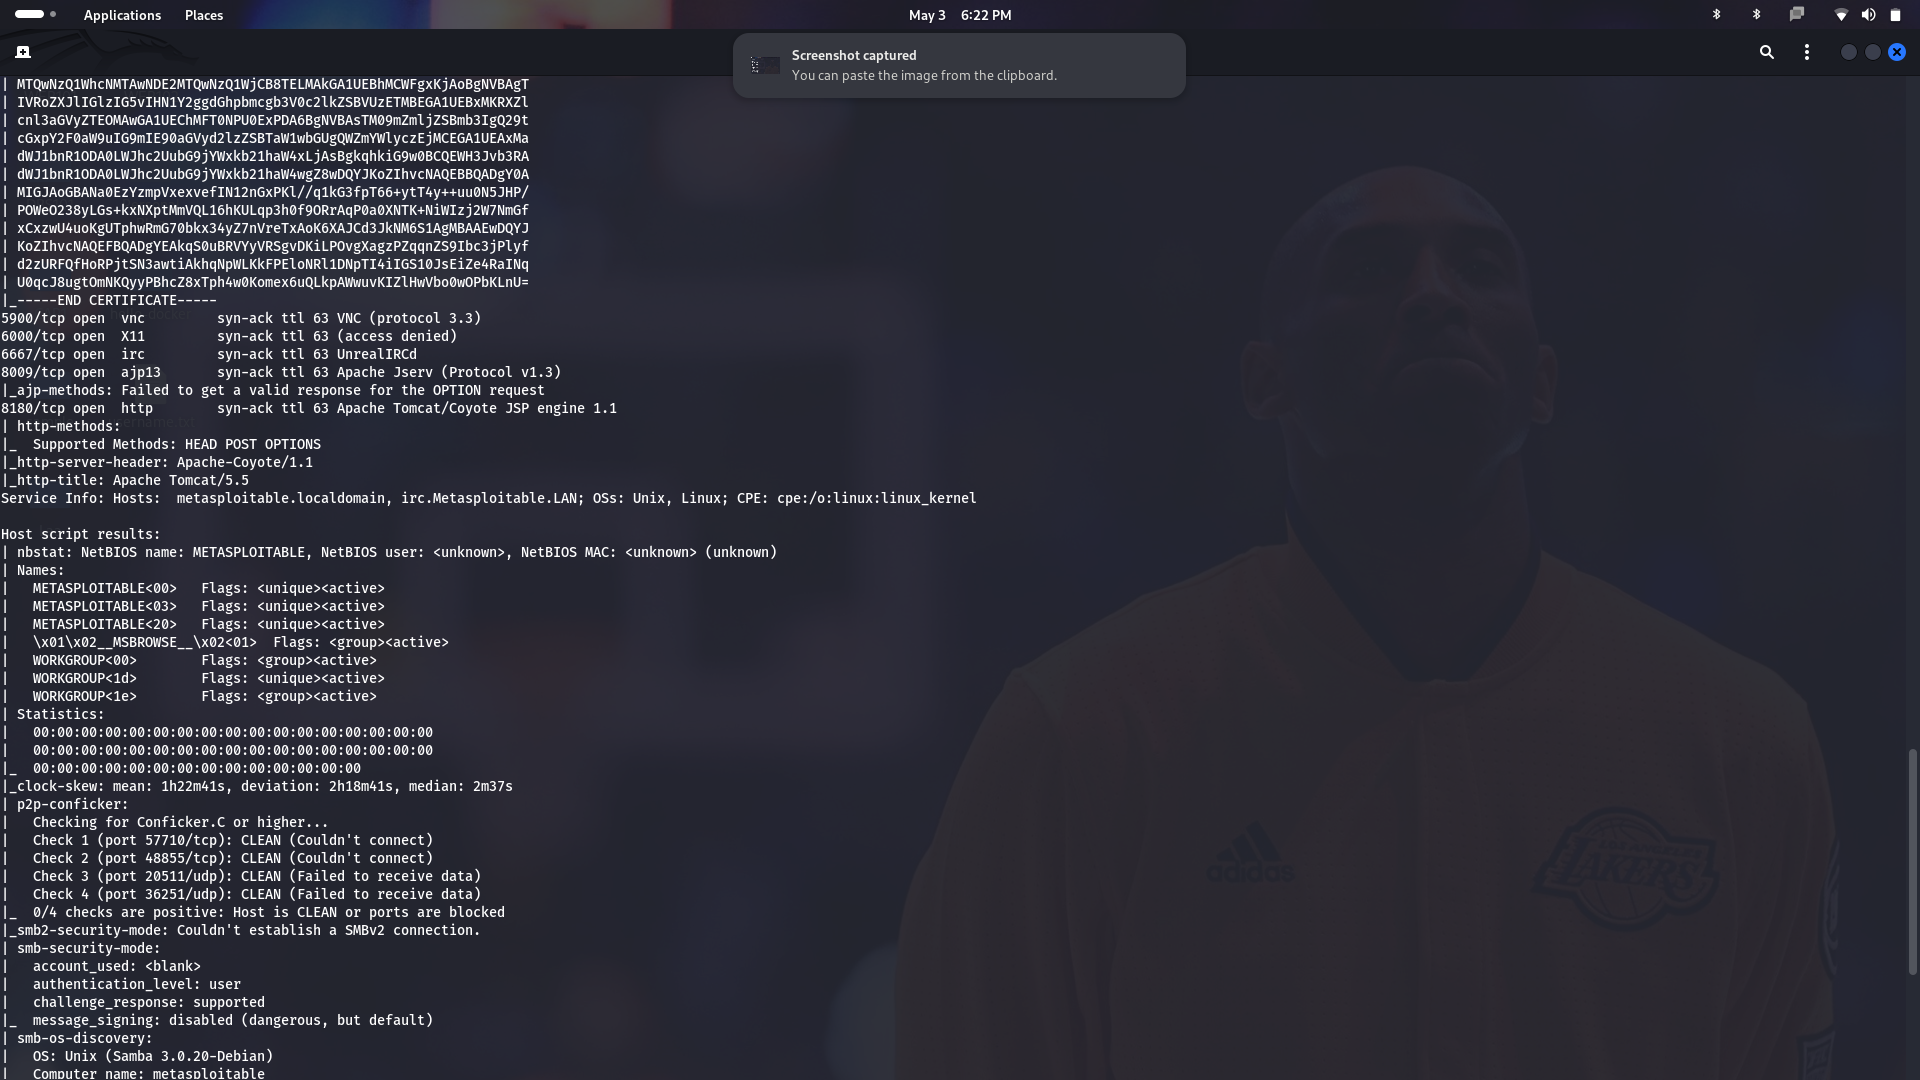 Applications Places May 3 6:22 PM
Screenshot captured
You can paste the image from the clipboard.
| MTQwNzQ1WhcNMTAwNDE2MTQwNzQ1WjCB8TELMAkGA1UEBhMCWFgxKjAoBgNVBAgT
| IVRoZXJlIGlzIG5vIHN1Y2ggdGhpbmcgb3V0c2lkZSBVUzETMBEGA1UEBxMKRXZl
| cnl3aGVyZTEOMAwGA1UEChMFT0NPU0ExPDA6BgNVBAsTM09mZmljZSBmb3IgQ29t
| cGxpY2F0aW9uIG9mIE90aGVyd2lzZSBTaW1wbGUgQWZmYWlyczEjMCEGA1UEAxMa
| dWJ1bnR1ODA0LWJhc2UubG9jYWxkb21haW4xLjAsBgkqhkiG9w0BCQEWH3Jvb3RA
| dWJ1bnR1ODA0LWJhc2UubG9jYWxkb21haW4wgZ8wDQYJKoZIhvcNAQEBBQADgY0A
| MIGJAoGBANa0EzYzmpVxexvefIN12nGxPKl//q1kG3fpT66+ytT4y++uu0N5JHP/
| POWeO238yLGs+kxNXptMmVQL16hKULqp3h0f9ORrAqP0a0XNTK+NiWIzj2W7NmGf
| xCxzwU4uoKgUTphwRmG70bkx34yZ7nVreTxAoK6XAJCd3JkNM6S1AgMBAAEwDQYJ
| KoZIhvcNAQEFBQADgYEAkqS0uBRVYyVRSgvDKiLPOvgXagzPZqqnZS9Ibc3jPlyf
| d2zURFQfHoRPjtSN3awtiAkhqNpWLKkFPEloNRl1DNpTI4iIGS10JsEiZe4RaINq
| U0qcJ8ugtOmNKQyyPBhcZ8xTph4w0Komex6uQLkpAWwuvKIZlHwVbo0wOPbKLnU=
|_-----END CERTIFICATE-----
5900/tcp open  vnc         syn-ack ttl 63 VNC (protocol 3.3)
6000/tcp open  X11         syn-ack ttl 63 (access denied)
6667/tcp open  irc         syn-ack ttl 63 UnrealIRCd
8009/tcp open  ajp13       syn-ack ttl 63 Apache Jserv (Protocol v1.3)
|_ajp-methods: Failed to get a valid response for the OPTION request
8180/tcp open  http        syn-ack ttl 63 Apache Tomcat/Coyote JSP engine 1.1
| http-methods:
|_  Supported Methods: HEAD POST OPTIONS
|_http-server-header: Apache-Coyote/1.1
|_http-title: Apache Tomcat/5.5
Service Info: Hosts:  metasploitable.localdomain, irc.Metasploitable.LAN; OSs: Unix, Linux; CPE: cpe:/o:linux:linux_kernel
Host script results:
| nbstat: NetBIOS name: METASPLOITABLE, NetBIOS user: <unknown>, NetBIOS MAC: <unknown> (unknown)
| Names:
|   METASPLOITABLE<00>   Flags: <unique><active>
|   METASPLOITABLE<03>   Flags: <unique><active>
|   METASPLOITABLE<20>   Flags: <unique><active>
|   \x01\x02__MSBROWSE__\x02<01>  Flags: <group><active>
|   WORKGROUP<00>        Flags: <group><active>
|   WORKGROUP<1d>        Flags: <unique><active>
|   WORKGROUP<1e>        Flags: <group><active>
| Statistics:
|   00:00:00:00:00:00:00:00:00:00:00:00:00:00:00:00:00
|   00:00:00:00:00:00:00:00:00:00:00:00:00:00:00:00:00
|_  00:00:00:00:00:00:00:00:00:00:00:00:00:00
|_clock-skew: mean: 1h22m41s, deviation: 2h18m41s, median: 2m37s
| p2p-conficker:
|   Checking for Conficker.C or higher...
|   Check 1 (port 57710/tcp): CLEAN (Couldn't connect)
|   Check 2 (port 48855/tcp): CLEAN (Couldn't connect)
|   Check 3 (port 20511/udp): CLEAN (Failed to receive data)
|   Check 4 (port 36251/udp): CLEAN (Failed to receive data)
|_  0/4 checks are positive: Host is CLEAN or ports are blocked
|_smb2-security-mode: Couldn't establish a SMBv2 connection.
| smb-security-mode:
|   account_used: <blank>
|   authentication_level: user
|   challenge_response: supported
|_  message_signing: disabled (dangerous, but default)
| smb-os-discovery:
|   OS: Unix (Samba 3.0.20-Debian)
|   Computer name: metasploitable
adidas
LAKERS